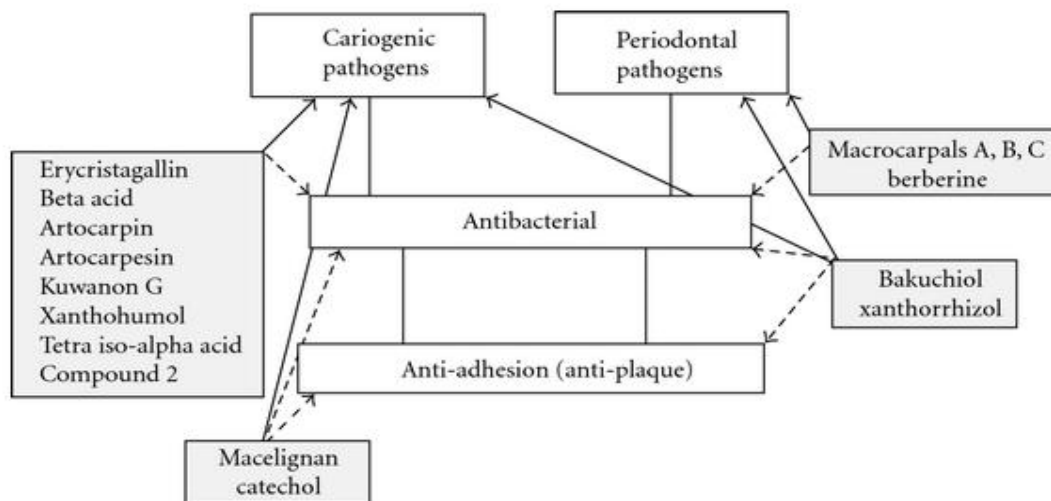 Cariogenic
pathogens
Periodontal
pathogens
Erycristagallin
Beta acid
Artocarpin
Artocarpesin
Kuwanon G
Xanthohumol
Tetra iso-alpha acid
Compound 2
Macrocarpals A, B, C
berberine
Antibacterial
Bakuchiol
xanthorrhizol
Anti-adhesion (anti-plaque)
Macelignan
catechol